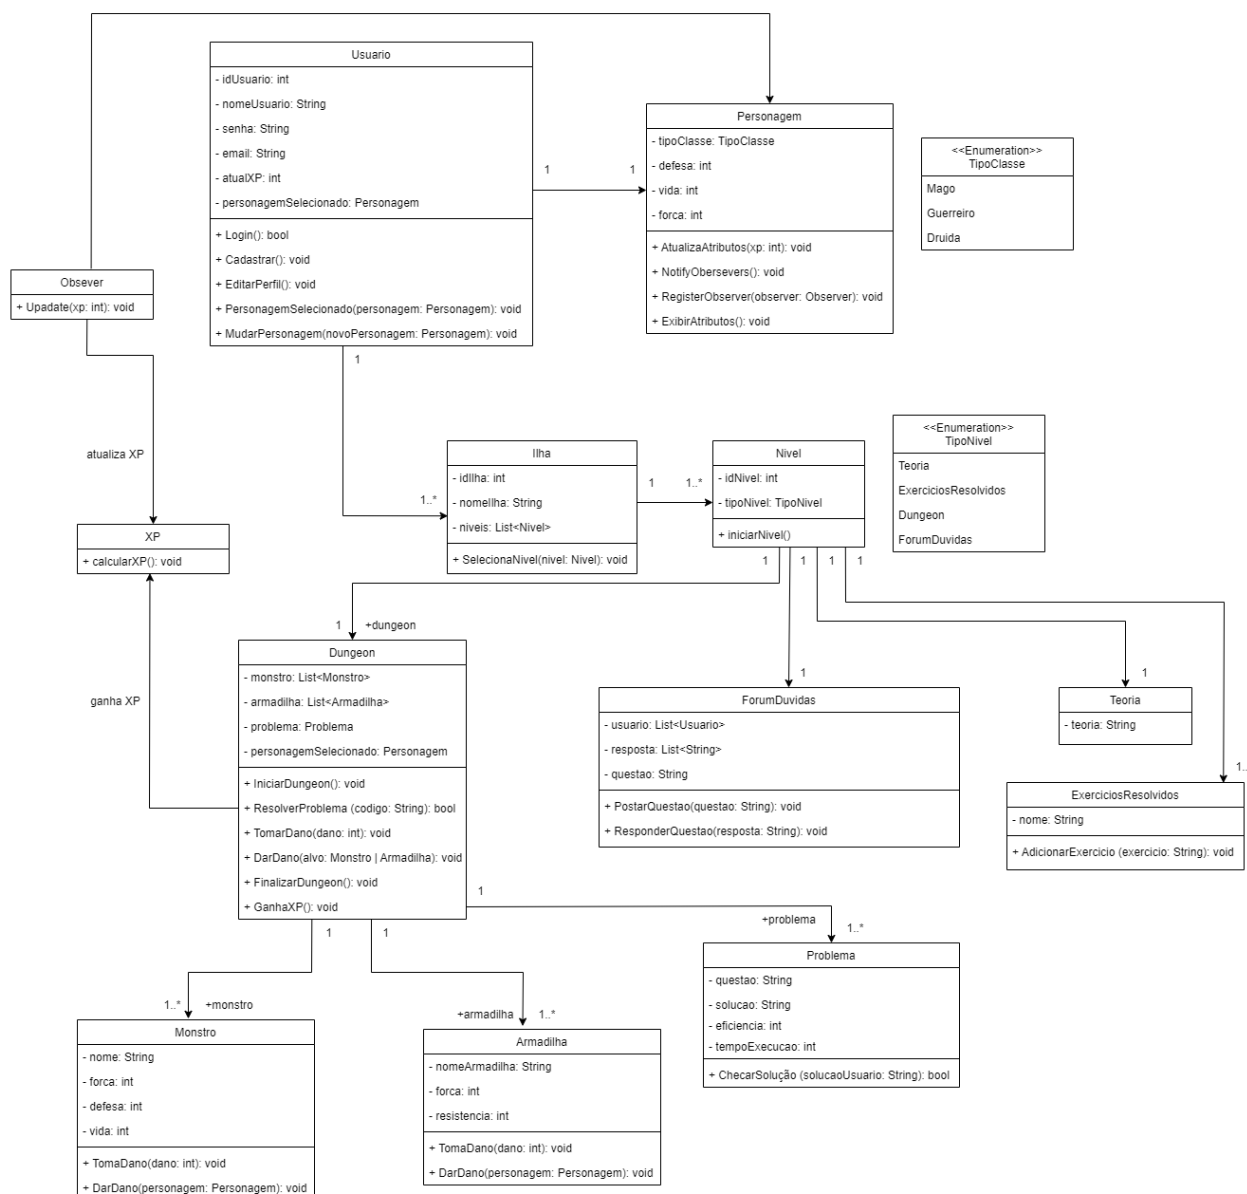 Usuario
- idUsuario: int
- nomeUsuario: String
- senha: String
- email: String
- atualXP: int
- personagemSelecionado: Personagem
+ Login(): bool
+ Cadastrar(): void
+ EditarPerfil(): void
+ PersonagemSelecionado(personagem: Personagem): void
+ MudarPersonagem(novoPersonagem: Personagem): void
1
1
Personagem
- tipoClasse: TipoClasse
- defesa: int
- vida: int
- forca: int
+ AtualizaAtributos(xp: int): void
+ NotifyObersevers(): void
+ RegisterObserver(observer: Observer): void
+ ExibirAtributos(): void
<<Enumeration>>
TipoClasse
Mago
Guerreiro
Druida
Obsever
+ Upadate(xp: int): void
1
1..*
atualiza XP
XP
+ calcularXP(): void
ganha XP
Ilha
- idIlha: int
- nomeIlha: String
- niveis: List<Nivel>
+ SelecionaNivel(nivel: Nivel): void
1
1..*
Nivel
- idNivel: int
- tipoNivel: TipoNivel
+ iniciarNivel()
<<Enumeration>>
TipoNivel
Teoria
ExerciciosResolvidos
Dungeon
ForumDuvidas
1
1
1
1
1
+dungeon
Dungeon
- monstro: List<Monstro>
- armadilha: List<Armadilha>
- problema: Problema
- personagemSelecionado: Personagem
+ IniciarDungeon(): void
+ ResolverProblema (codigo: String): bool
+ TomarDano(dano: int): void
+ DarDano(alvo: Monstro | Armadilha): void
+ FinalizarDungeon(): void
+ GanhaXP(): void
1
ForumDuvidas
- usuario: List<Usuario>
- resposta: List<String>
- questao: String
+ PostarQuestao(questao: String): void
+ ResponderQuestao(resposta: String): void
1
Teoria
- teoria: String
1..
ExerciciosResolvidos
- nome: String
+ AdicionarExercicio (exercicio: String): void
1
1
1
+problema
1..*
Problema
- questao: String
- solucao: String
- eficiencia: int
- tempoExecucao: int
+ ChecarSolução (solucaoUsuario: String): bool
1..*
+monstro
Monstro
- nome: String
- forca: int
- defesa: int
- vida: int
+ TomaDano(dano: int): void
+ DarDano(personagem: Personagem): void
+armadilha
1..*
Armadilha
- nomeArmadilha: String
- forca: int
- resistencia: int
+ TomaDano(dano: int): void
+ DarDano(personagem: Personagem): void